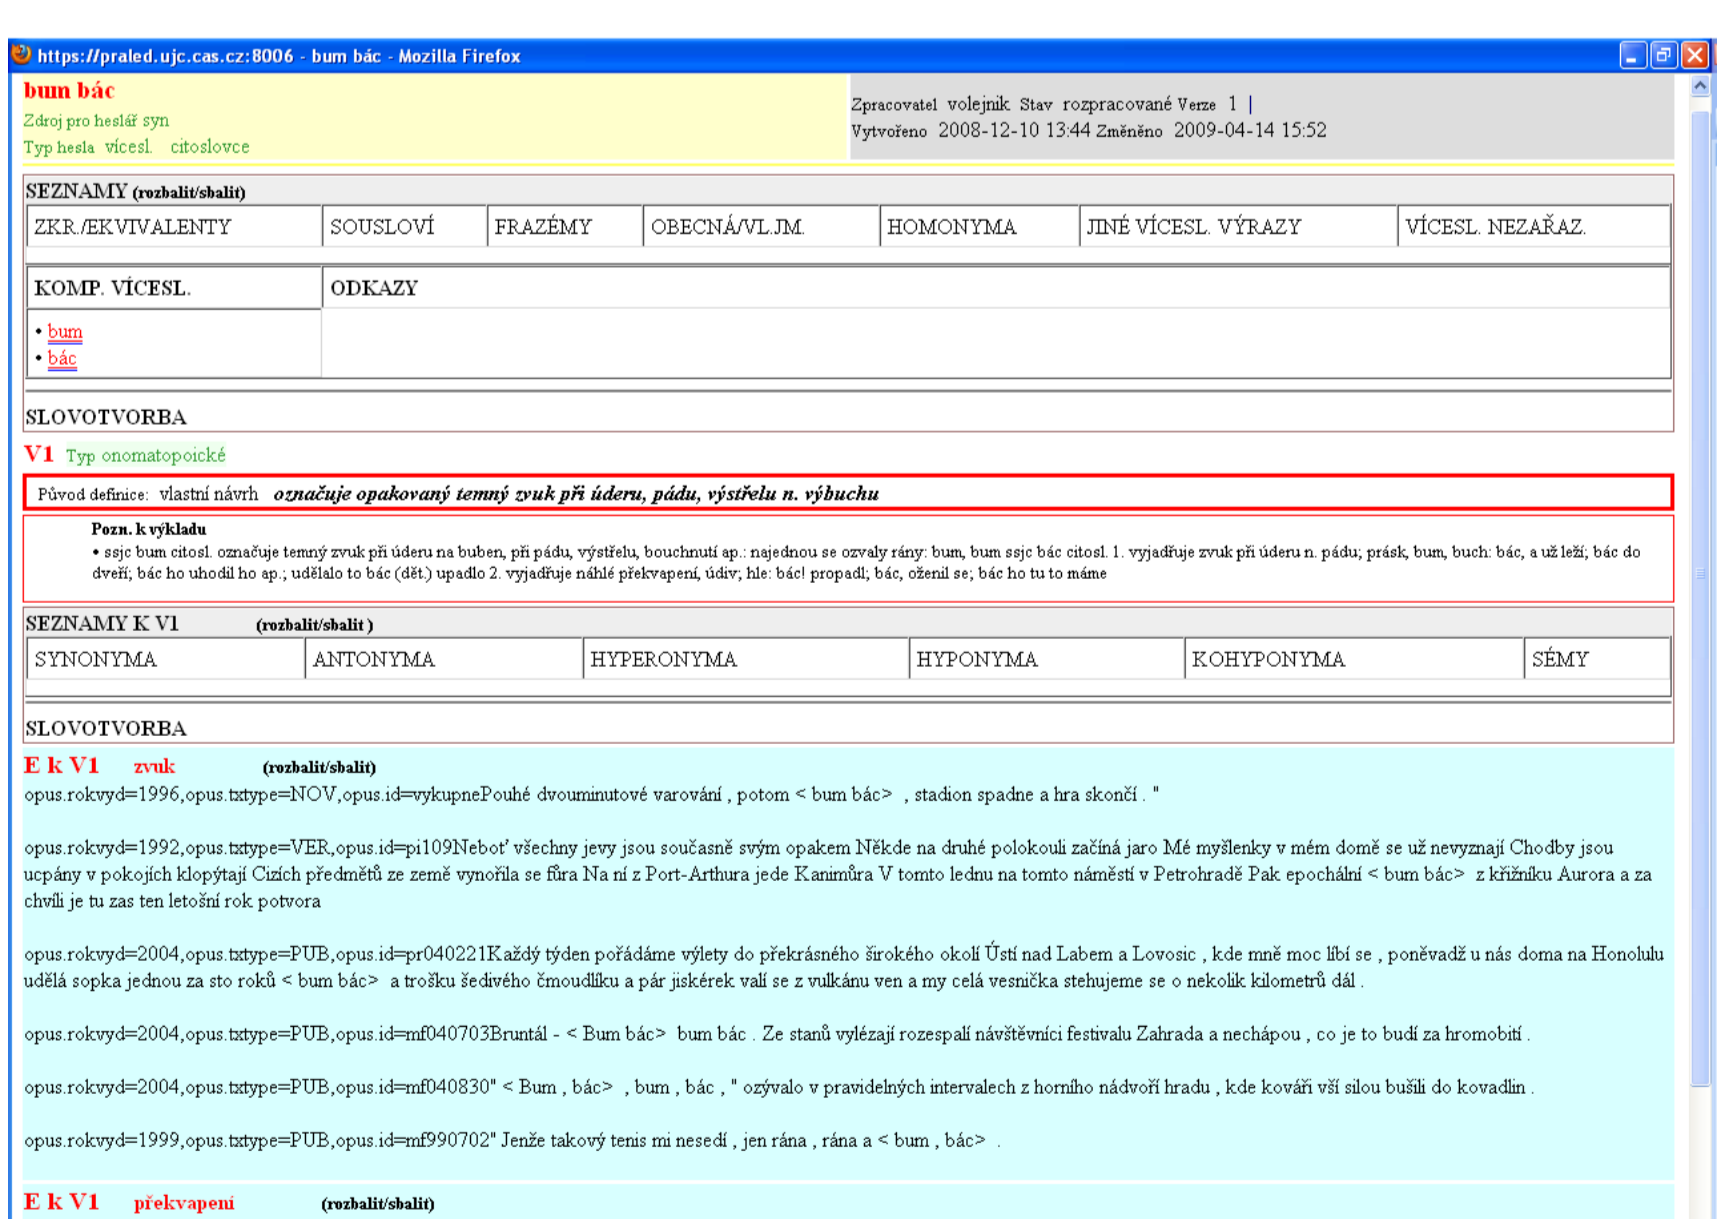 https://praled.ujc.cas.cz:8006 - bum bác - Mozilla Firefox
bum bác
Zdroj pro heslář syn
Typ hesla vícesl. citoslovce
Zpracovatel volejnik Stav rozpracované Verze 1 |
Vytvořeno 2008-12-10 13:44 Změněno 2009-04-14 15:52
SEZNAMY (rozbalit/sbalit)
ZKR./EKVIVALENTY SOUSLOVÍ FRAZÉMY OBECNÁ/VL.JM. HOMONYMA JINÉ VÍCESL. VÝRAZY VÍCESL. NEZAŘAZ.
KOMP. VÍCESL. ODKAZY
• bum
• bác
SLOVOTVORBA
V1 Typ onomatopoické
Původ definice: vlastní návrh označuje opakovaný temný zvuk při úderu, pádu, výstřelu n. výbuchu
Pozn. k výkladu
• ssjc bum citosl. označuje temný zvuk při úderu na buben, při pádu, výstřelu, bouchnutí ap.: najednou se ozvaly rány: bum, bum ssjc bác citosl. 1. vyjadřuje zvuk při úderu n. pádu; prásk, bum, buch: bác, a už leží; bác do
dveří; bác ho uhodil ho ap.; udělalo to bác (dět.) upadlo 2. vyjadřuje náhlé překvapení, údiv; hle: bác! propadl; bác, oženil se; bác ho tu to máme
SEZNAMY K V1 (rozbalit/sbalit )
SYNONYMA ANTONYMA HYPERONYMA HYPONYMA KOHYPONYMA SÉMY
SLOVOTVORBA
E k V1 zvuk (rozbalit/sbalit)
opus.rokvyd=1996,opus.txtype=NOV,opus.id=vykupnePouhé dvouminutové varování , potom < bum bác> , stadion spadne a hra skončí . "
opus.rokvyd=1992,opus.txtype=VER,opus.id=pi109Neboť všechny jevy jsou současně svým opakem Někde na druhé polokouli začíná jaro Mé myšlenky v mém domě se už nevyznají Chodby jsou
ucpány v pokojích klopýtají Cizích předmětů ze země vynořila se fůra Na ní z Port-Arthura jede Kanimůra V tomto lednu na tomto náměstí v Petrohradě Pak epochální < bum bác> z křižníku Aurora a za
chvíli je tu zas ten letošní rok potvora
opus.rokvyd=2004,opus.txtype=PUB,opus.id=pr040221Každý týden pořádáme výlety do překrásného širokého okolí Ústí nad Labem a Lovosic , kde mně moc líbí se , poněvadž u nás doma na Honolulu
udělá sopka jednou za sto roků < bum bác> a trošku šedivého čmoudlíku a pár jiskérek valí se z vulkánu ven a my celá vesnička stehujeme se o nekolik kilometrů dál .
opus.rokvyd=2004,opus.txtype=PUB,opus.id=mf040703Bruntál - < Bum bác> bum bác . Ze stanů vylézají rozespalí návštěvníci festivalu Zahrada a nechápou , co je to budí za hromobití .
opus.rokvyd=2004,opus.txtype=PUB,opus.id=mf040830" < Bum , bác> , bum , bác , " ozývalo v pravidelných intervalech z horního nádvoří hradu , kde kováři vší silou bušili do kovadlin .
opus.rokvyd=1999,opus.txtype=PUB,opus.id=mf990702" Jenže takový tenis mi nesedí , jen rána , rána a < bum , bác> .
E k V1 překvapení (rozbalit/sbalit)